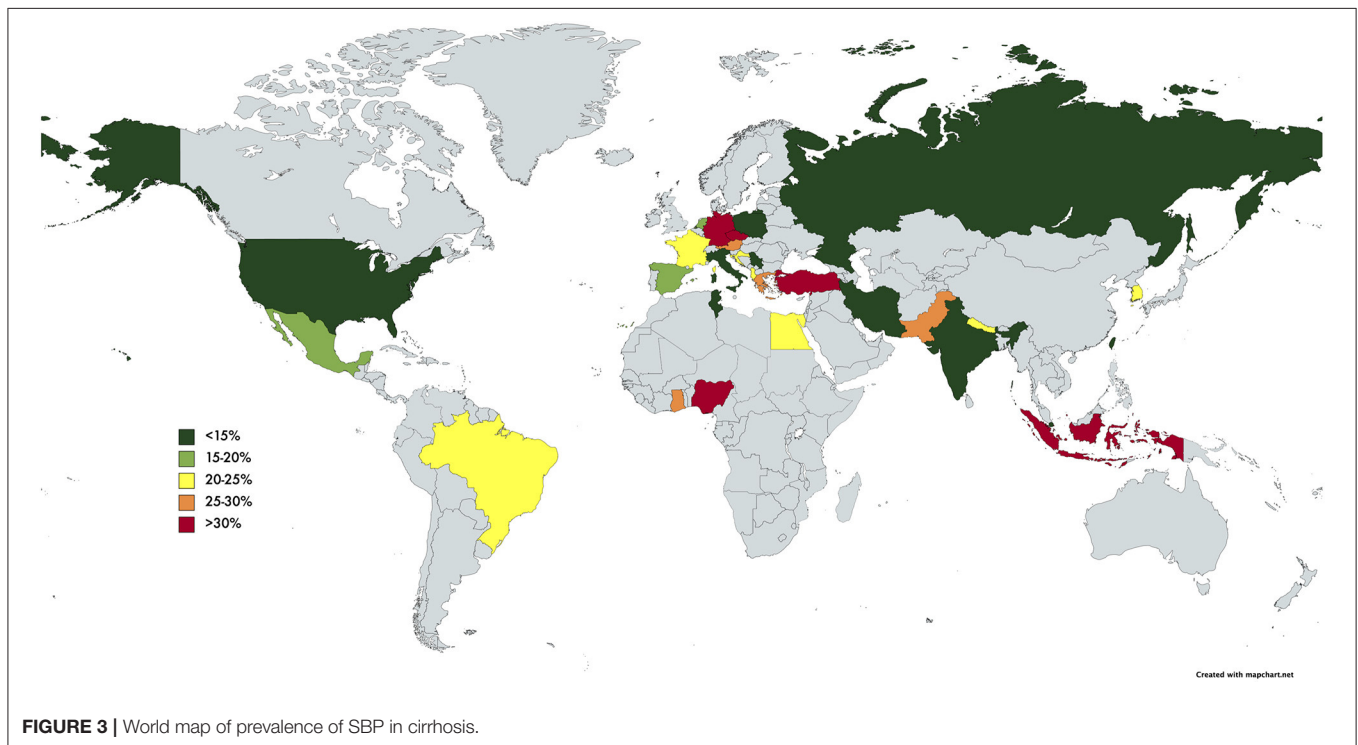 <15%
15-20%
20-25%
25-30%
>30%
Created with mapchart.net
FIGURE 3 | World map of prevalence of SBP in cirrhosis.